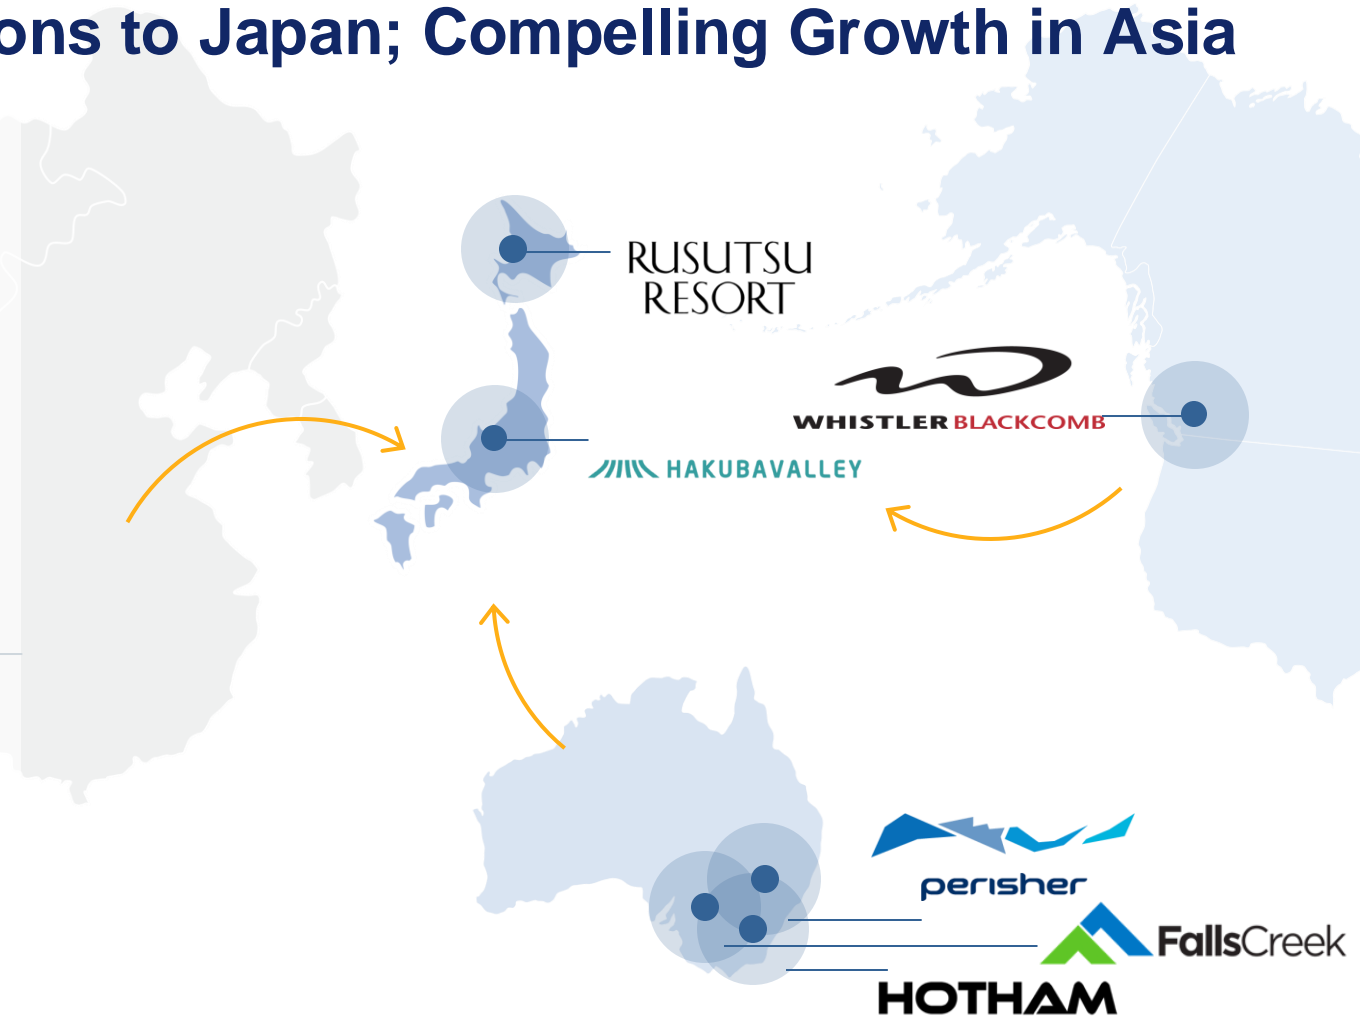 ons to Japan; Compelling Growth in Asia
RUSUTSU
RESORT
WHISTLER BLACKCOMB
HAKUBAVALLEY
perisher
FallsCreek
HOTHAM